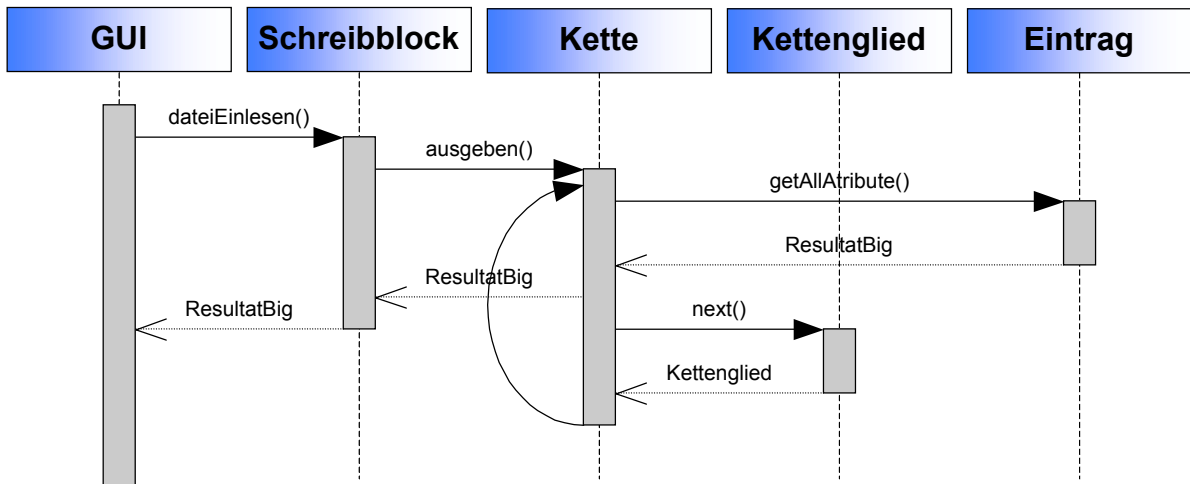 GUI
Schreibblock
Kette
Kettenglied
Eintrag
dateiEinlesen()
ausgeben()
getAllAtribute()
ResultatBig
ResultatBig
ResultatBig
next()
Kettenglied